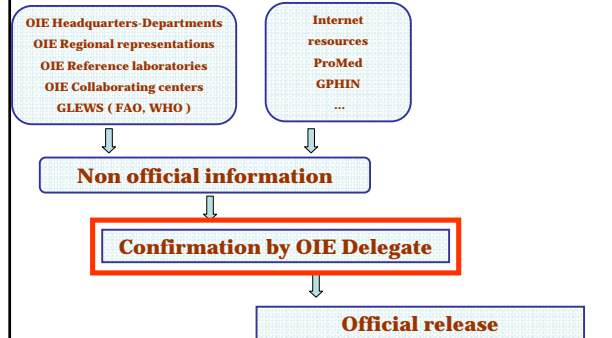 OIE Headquarters-Departments
OIE Regional representations
OIE Reference laboratories
OIE Collaborating centers
GLEWS ( FAO, WHO )
Internet
resources
ProMed
GPHIN
...
Non official information
Confirmation by OIE Delegate
Official release